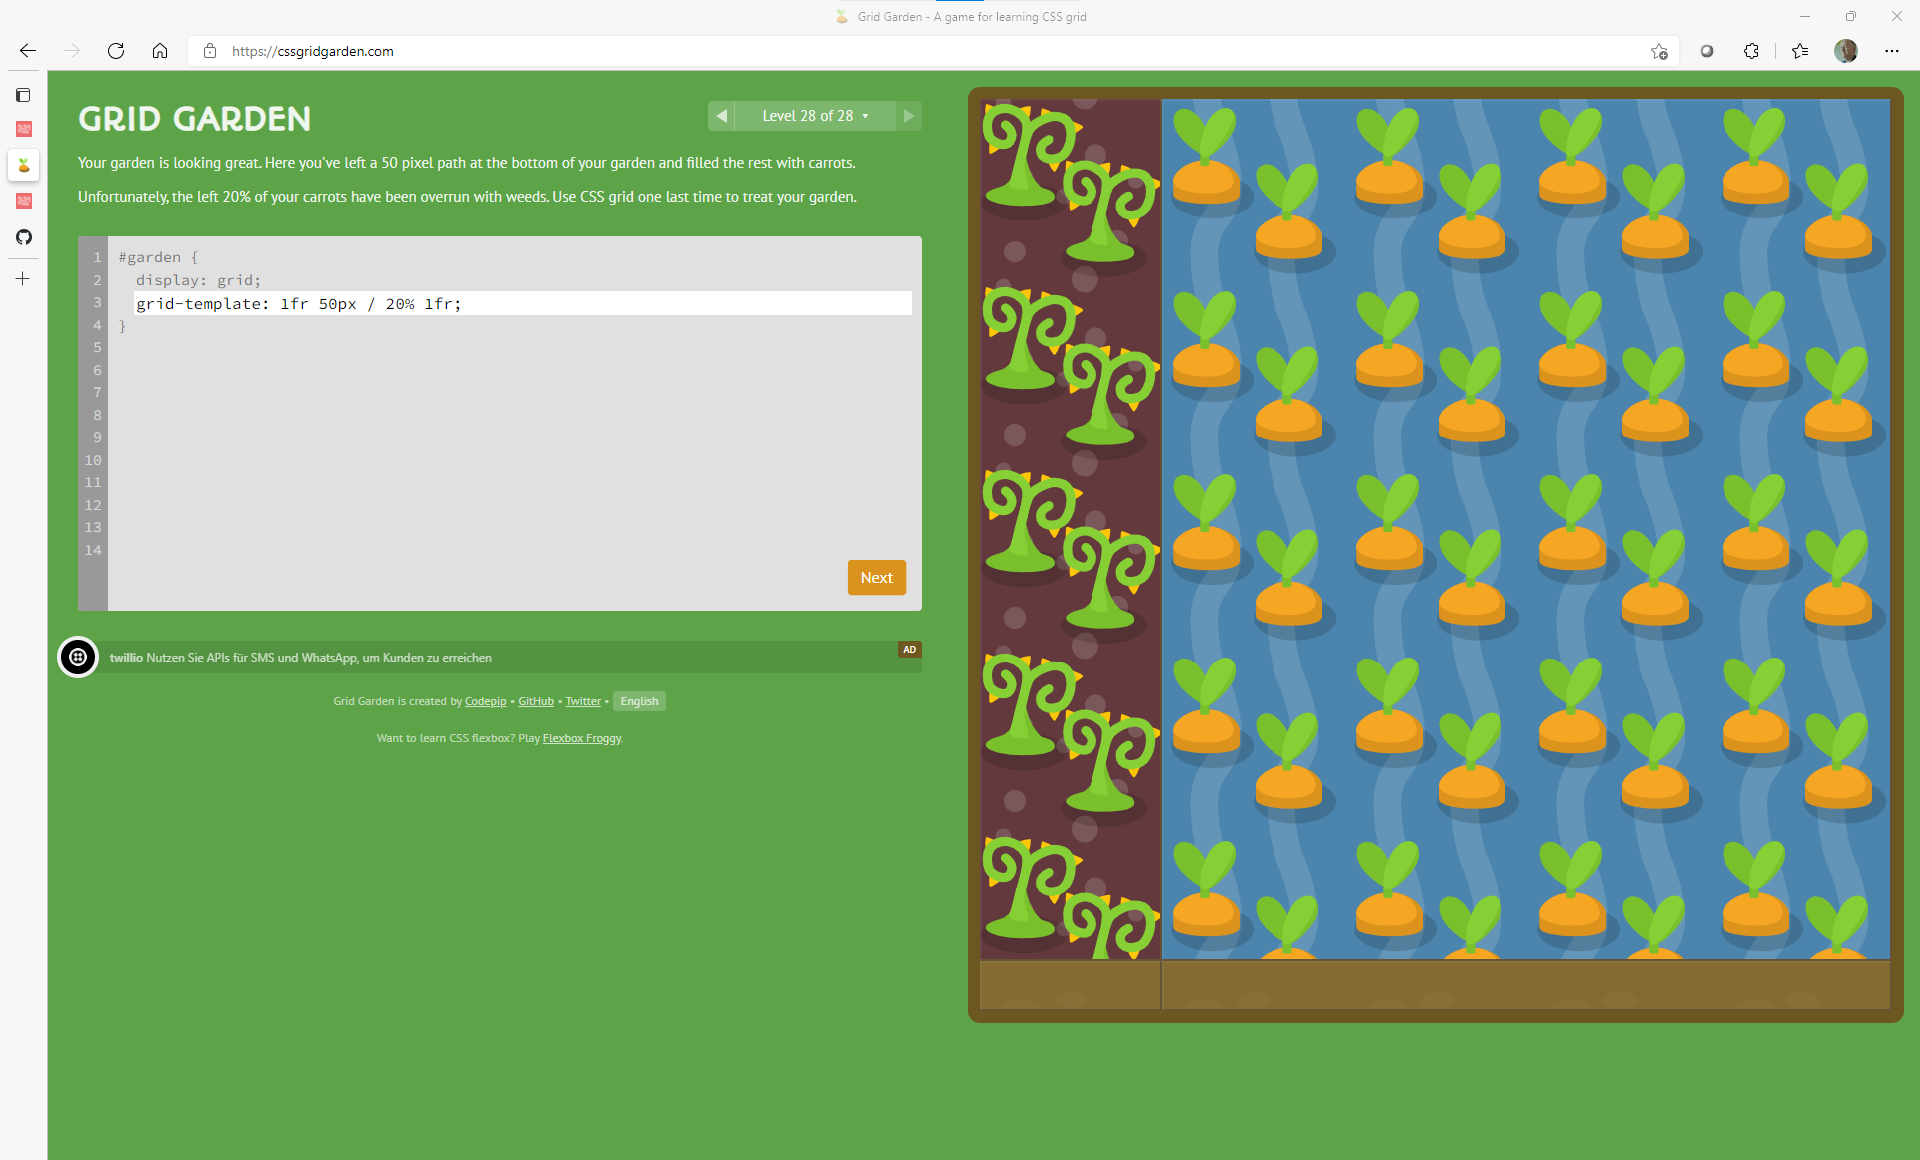 Grid Garden - A game for learning CSS grid
https://cssgridgarden.com
GRID GARDEN
Level 28 of 28
Your garden is looking great. Here you've left a 50 pixel path at the bottom of your garden and filled the rest with carrots.
Unfortunately, the left 20% of your carrots have been overrun with weeds. Use CSS grid one last time to treat your garden.
1 #garden {
2 display: grid;
3 grid-template: 1fr 50px / 20% 1fr;
4 }
5
6
7
8
9
10
11
12
13
14
Next
twillio Nutzen Sie APIs für SMS und WhatsApp, um Kunden zu erreichen
AD
Grid Garden is created by Codepip • GitHub • Twitter • English
Want to learn CSS flexbox? Play Flexbox Froggy.